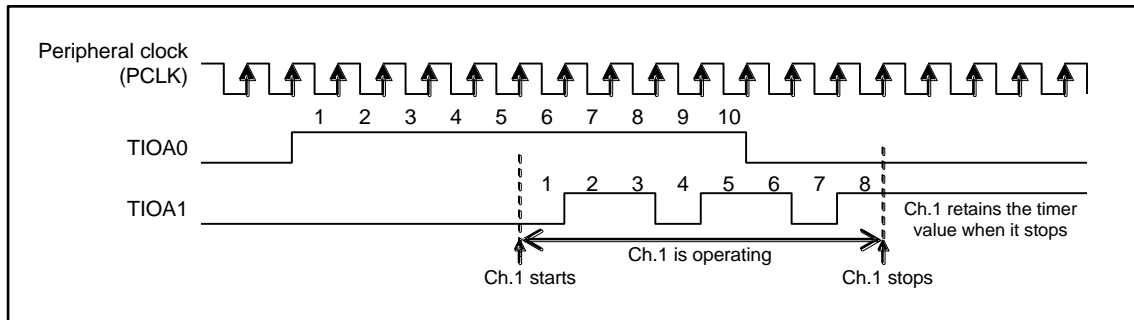 Peripheral clock
(PCLK)
1 2 3 4 5 6 7 8 9 10
TIOA0
1 2 3 4 5 6 7 8
TIOA1
Ch.1 retains the timer
value when it stops
Ch.1 is operating
Ch.1 starts
Ch.1 stops